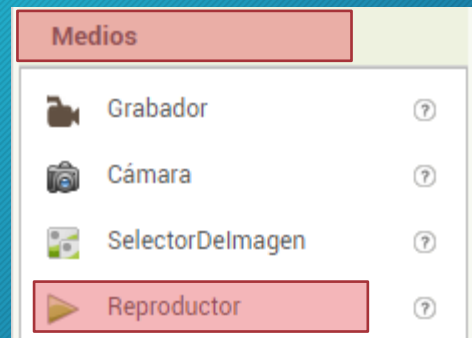 Medios
Grabador ?
Cámara ?
SelectorDeImagen ?
Reproductor ?